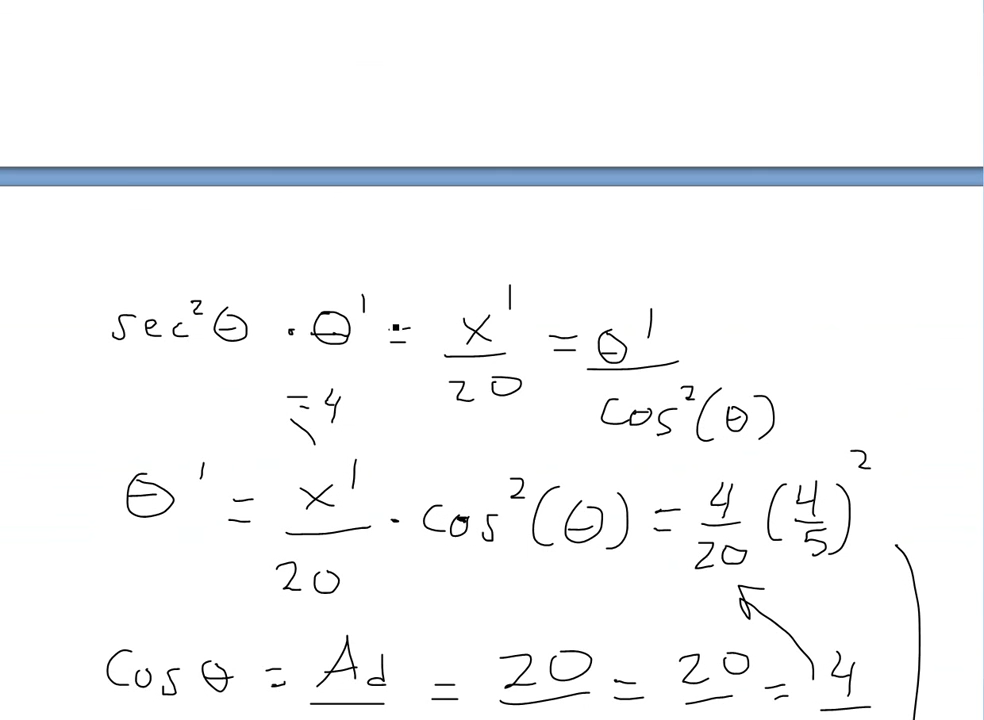 sec²θ · θ' = x'/20 = θ'/cos²(θ)
=4
θ' = x'/20 · cos²(θ) = 4/20 (4/5)²
Cos θ = Ad = 20 = 20 = 4